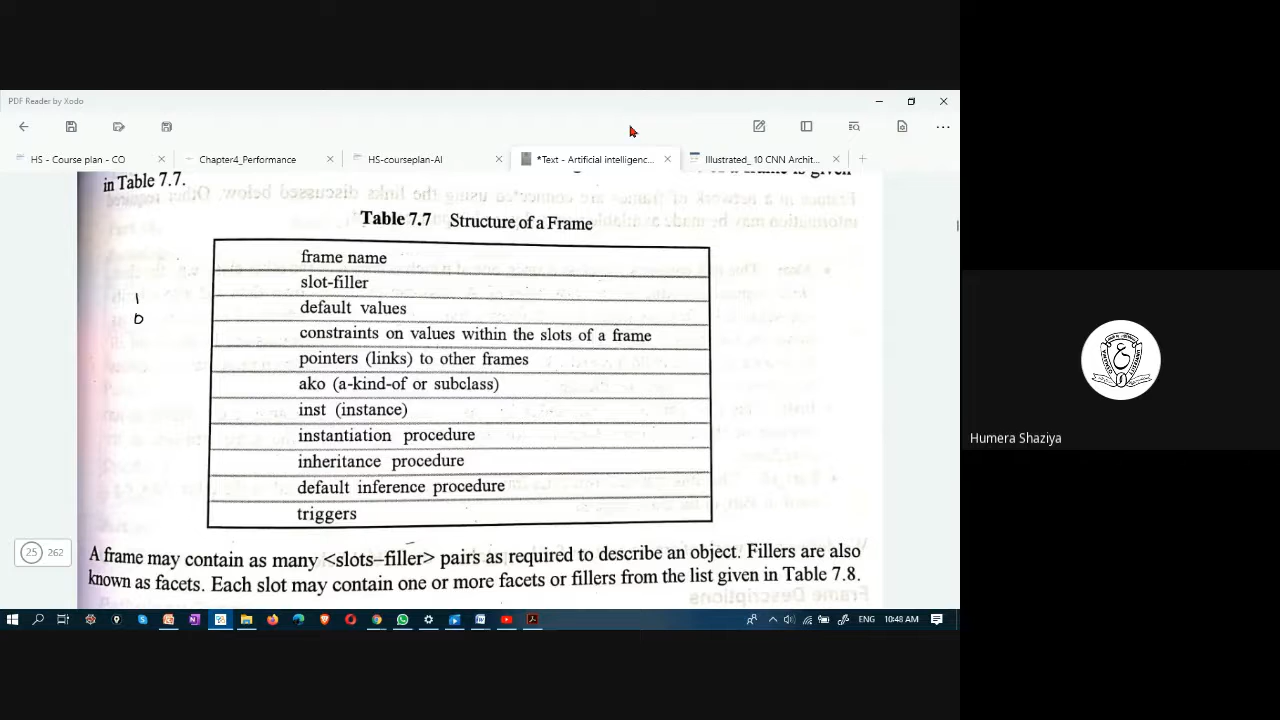 PDF Reader by Xodo
HS - Course plan - CO
Chapter4_Performance
HS-courseplan-AI
*Text - Artificial intelligenc...
Illustrated_ 10 CNN Archit...
in Table 7.7.
is given
Table 7.7 Structure of a Frame
frame name
slot-filler
default values
constraints on values within the slots of a frame
pointers (links) to other frames
ako (a-kind-of or subclass)
inst (instance)
instantiation procedure
inheritance procedure
default inference procedure
triggers
A frame may contain as many <slots–filler> pairs as required to describe an object. Fillers are also
known as facets. Each slot may contain one or more facets or fillers from the list given in Table 7.8.
25 262
ENG 10:48 AM
Humera Shaziya